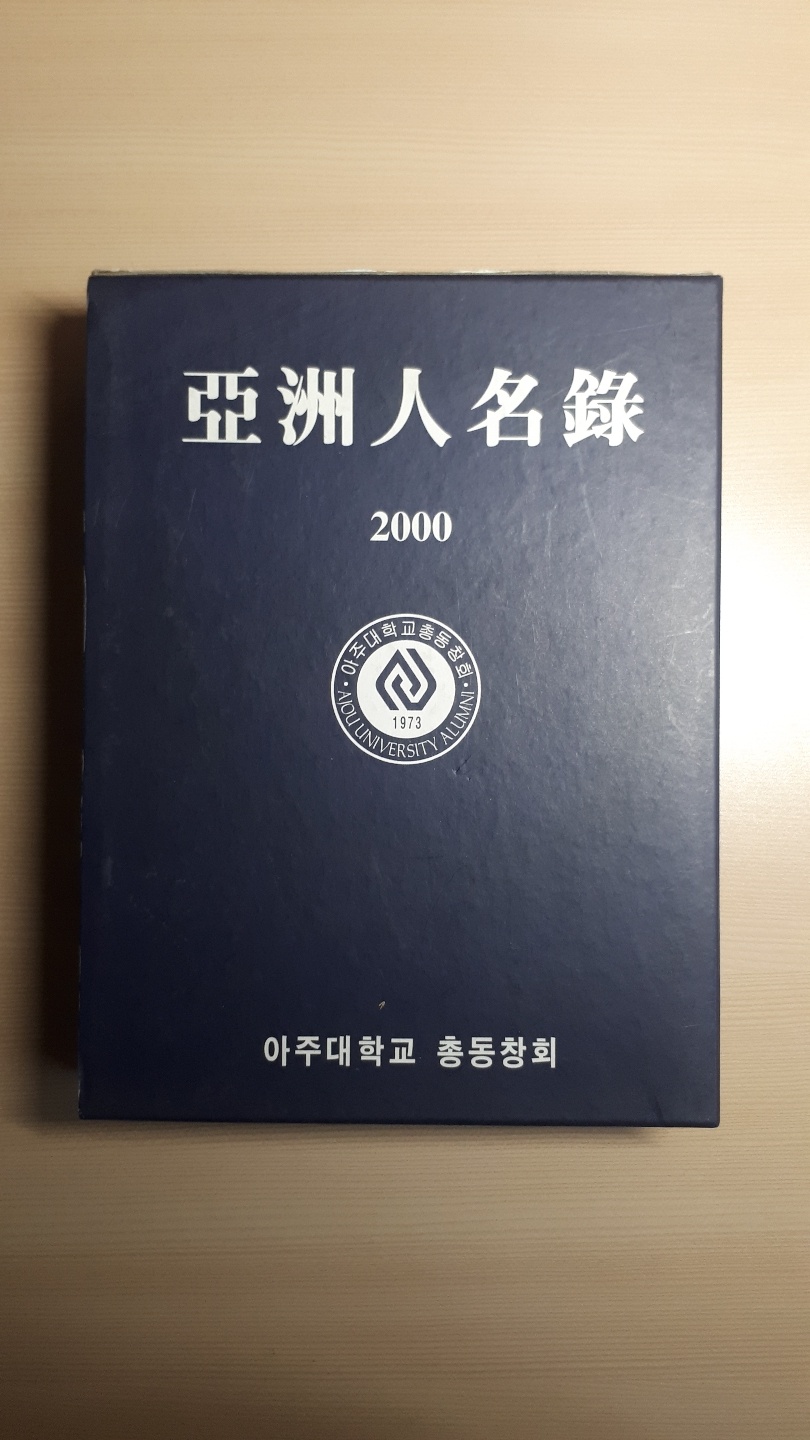 亞洲人名錄
2000
아주대학교총동창회
1973
AJOU UNIVERSITY ALUMNI
아주대학교 총동창회